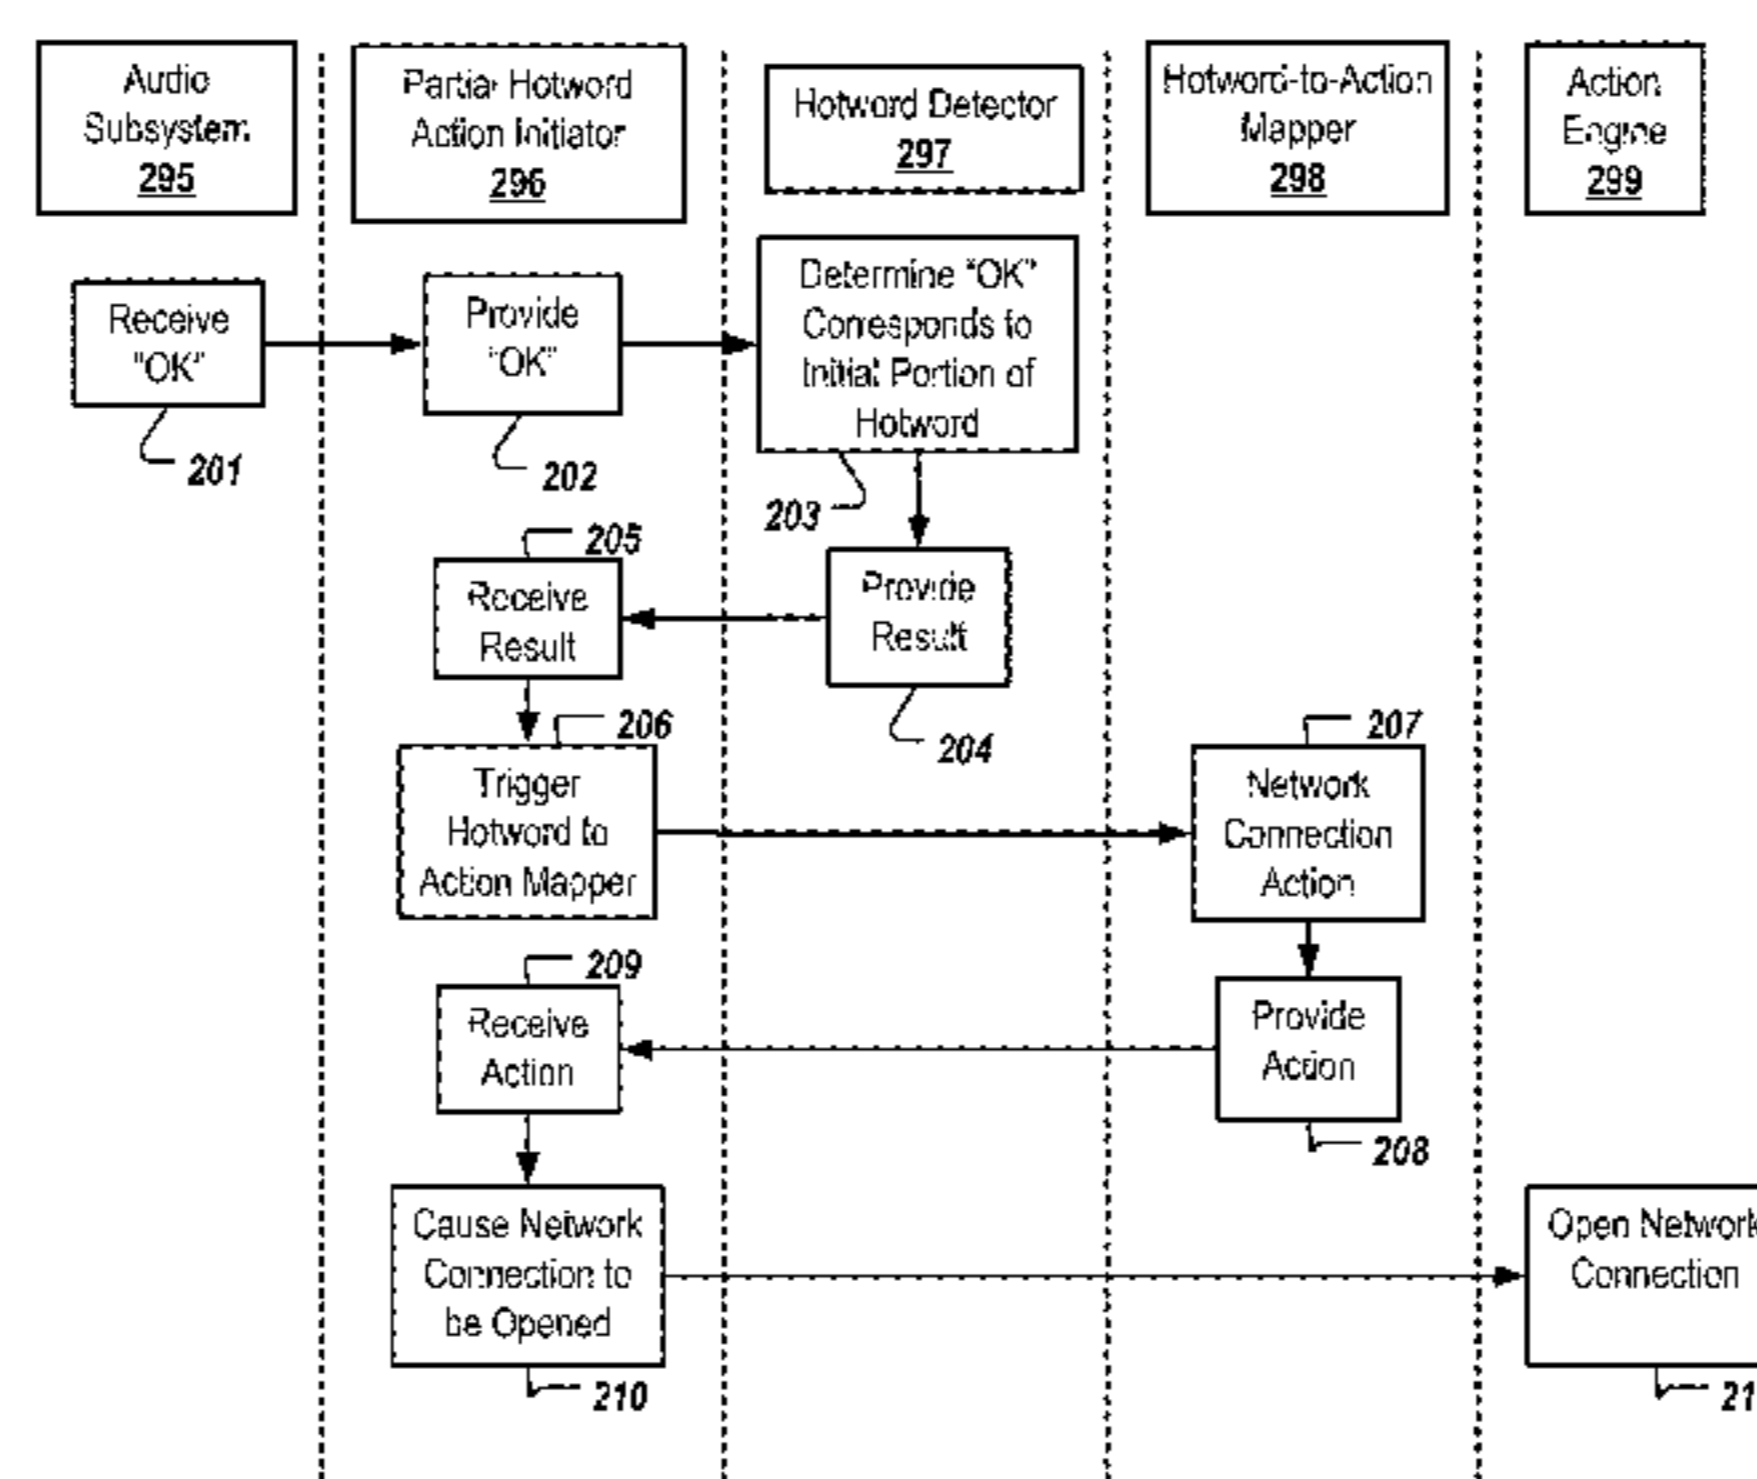 Audio
Subsystem
295
Partial Hotword
Action Initiator
296
Hotword Detector
297
Hotword-to-Action
Mapper
298
Action
Engine
299
Receive
"OK"
201
Provide
"OK"
202
Determine "OK"
Corresponds to
Initial Portion of
Hotword
203
Provide
Result
204
205
Receive
Result
206
Trigger
Hotword to
Action Mapper
207
Network
Connection
Action
Provide
Action
208
209
Receive
Action
Cause Network
Connection to
be Opened
210
Open Network
Connection
21